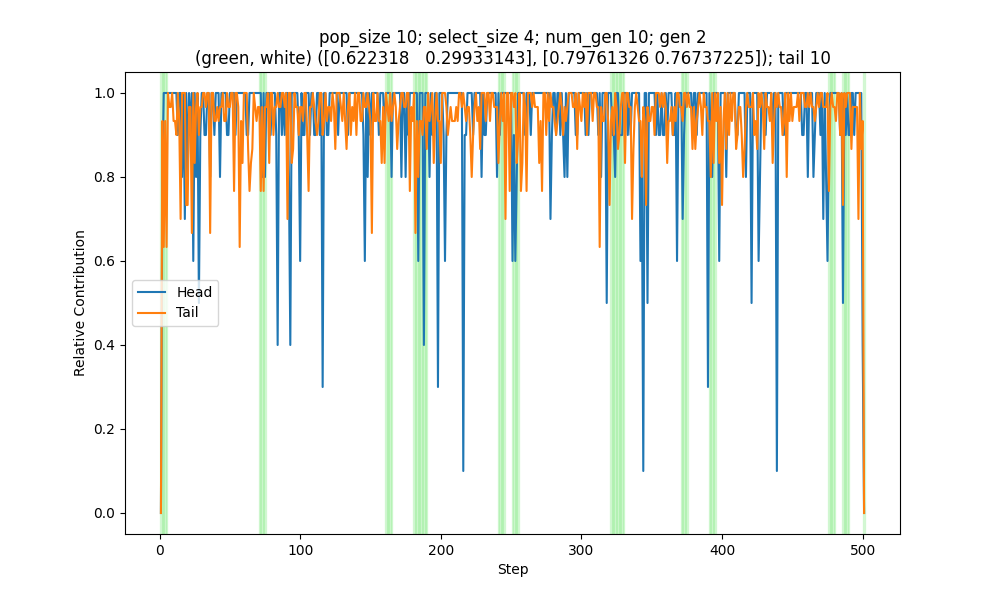 pop_size 10; select_size 4; num_gen 10; gen 2
(green, white) ([0.622318   0.29933143], [0.79761326 0.76737225]); tail 10
1.0
0.8
0.6
0.4
0.2
0.0
Relative Contribution
Head
Tail
0
100
200
300
400
500
Step